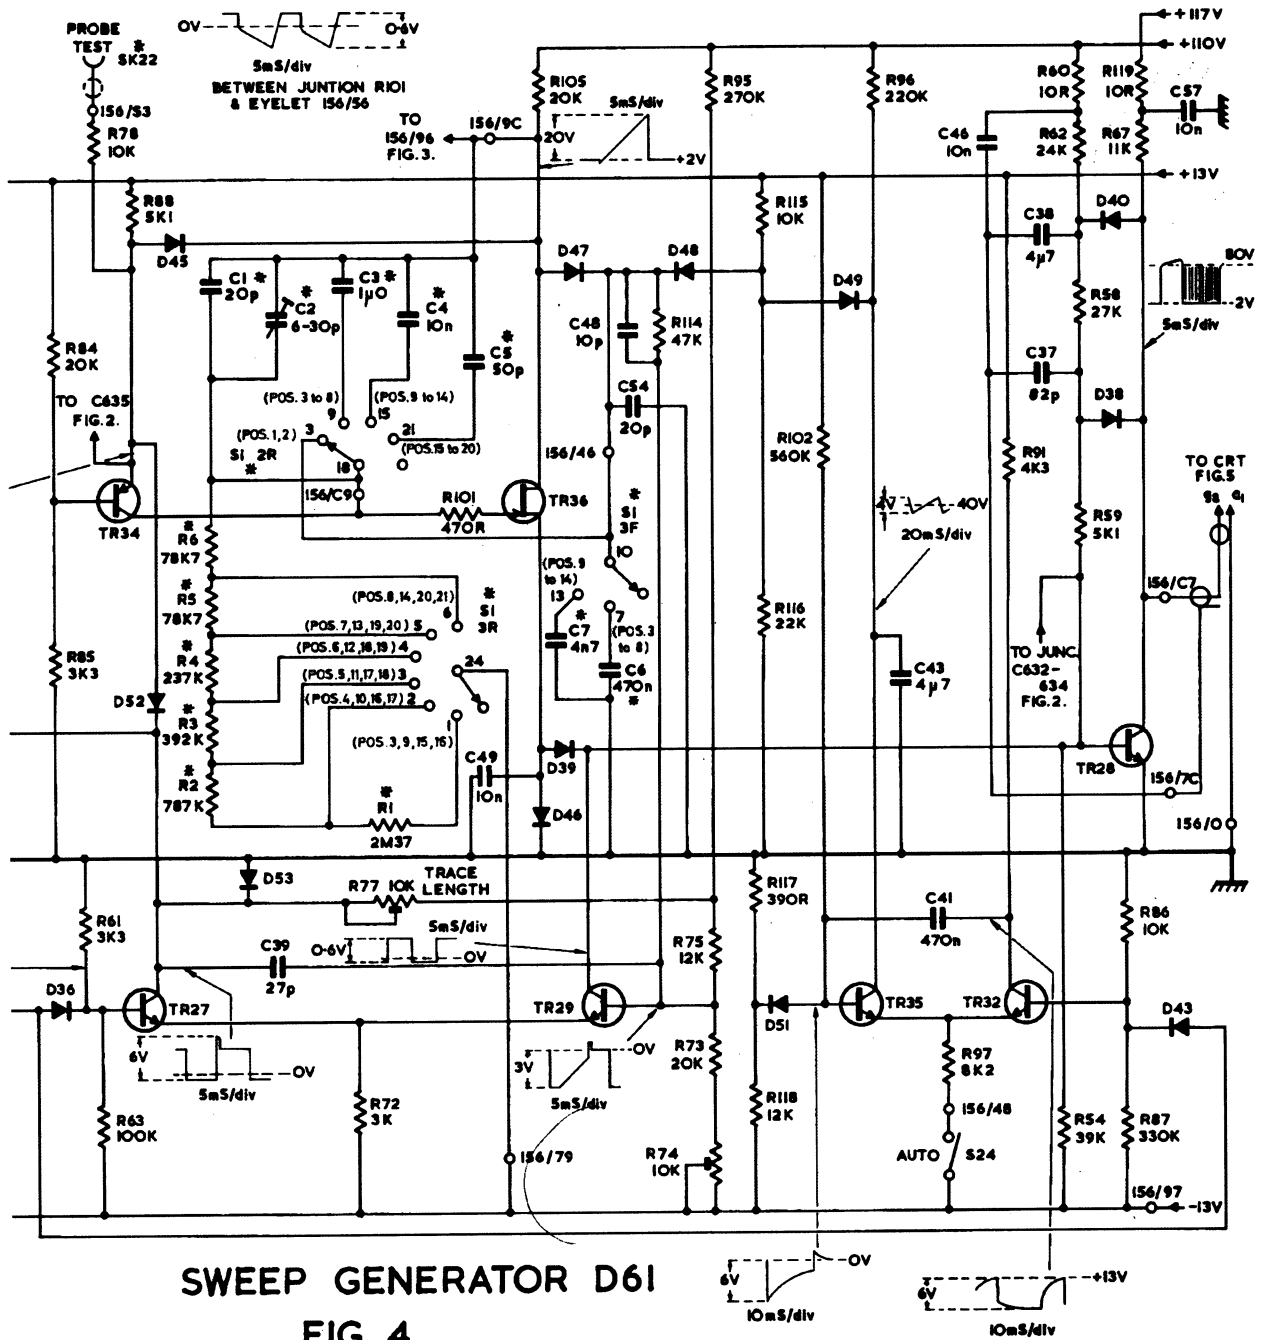 PROBE
TEST *
SK22
0V
0·6V
5mS/div
BETWEEN JUNTION R101
& EYELET 156/56
+117V
+110V
156/S3
R78
10K
TO
156/96
FIG.3.
156/9C
R105
20K
5mS/div
20V
+2V
R95
270K
R96
220K
R60
10R
R119
10R
C57
10n
C46
10n
R62
24K
R67
11K
+13V
R88
5K1
D45
R115
10K
C38
4µ7
D40
80V
-2V
5mS/div
C1 *
20p
*
C2
6-30p
C3 *
1µ0
*
C4
10n
C5 *
50p
D47
D48
D49
R58
27K
C48
10p
R114
47K
R84
20K
TO C635
FIG.2.
(POS. 3 to 8)
9
(POS. 9 to 14)
15
C54
20p
C37
82p
D38
(POS.1,2)
3
21
(POS.15 to 20)
S1 2R
*
18
156/C9
156/46
R102
560K
R91
4K3
TO CRT
FIG.5
g3 a1
R101
470R
TR36
TR34
*
S1
3F
4V
40V
20mS/div
R59
5K1
*
R6
78K7
10
(POS.9
to 14)
13
156/C7
*
R5
78K7
(POS.8,14,20,21)
6
*
S1
3R
7
(POS.3
to 8)
R116
22K
(POS.7,13,19,20) 5
*
C7
4n7
R85
3K3
*
R4
237K
(POS.6,12,18,19) 4
24
C6
470n
*
C43
4µ7
TO JUNC.
C632-
634
FIG.2.
(POS.5,11,17,18) 3
D52
(POS.4,10,16,17) 2
*
R3
392K
1
(POS.3,9,15,16)
C49
10n
D39
TR28
156/7C
*
R2
787K
*
R1
2M37
D46
156/0
D53
R77 10K
TRACE
LENGTH
R117
390R
R61
3K3
5mS/div
0·6V
0V
C41
470n
R86
10K
C39
27p
R75
12K
D36
TR27
TR29
D51
TR35
TR32
D43
6V
0V
5mS/div
3V
0V
5mS/div
R73
20K
R97
8K2
R63
100K
R72
3K
R118
12K
156/48
R54
39K
R87
330K
R74
10K
AUTO
S24
156/79
156/97
-13V
SWEEP GENERATOR D61
FIG. 4
6V
0V
10mS/div
6V
+13V
10mS/div